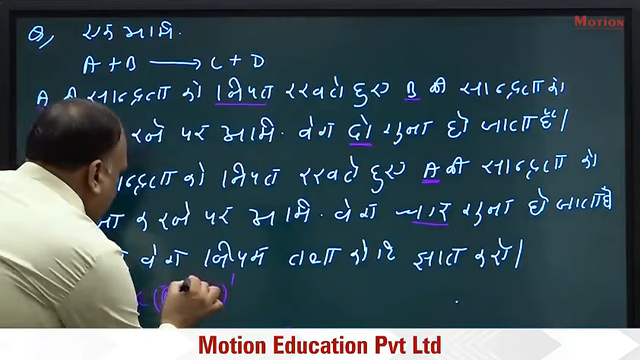 Q, एक अभि.
MOTION
A + B ⟶ C + D
A की सान्द्रता को नियत रखते हुए B की सान्द्रता को
करने पर अभि. वेग दो गुना हो जाता है।
सान्द्रता को नियत रखते हुए A की सान्द्रता को
करने पर अभि. वेग चार गुना हो जाता है
वेग नियम तथा कोटि ज्ञात करो।
Motion Education Pvt Ltd